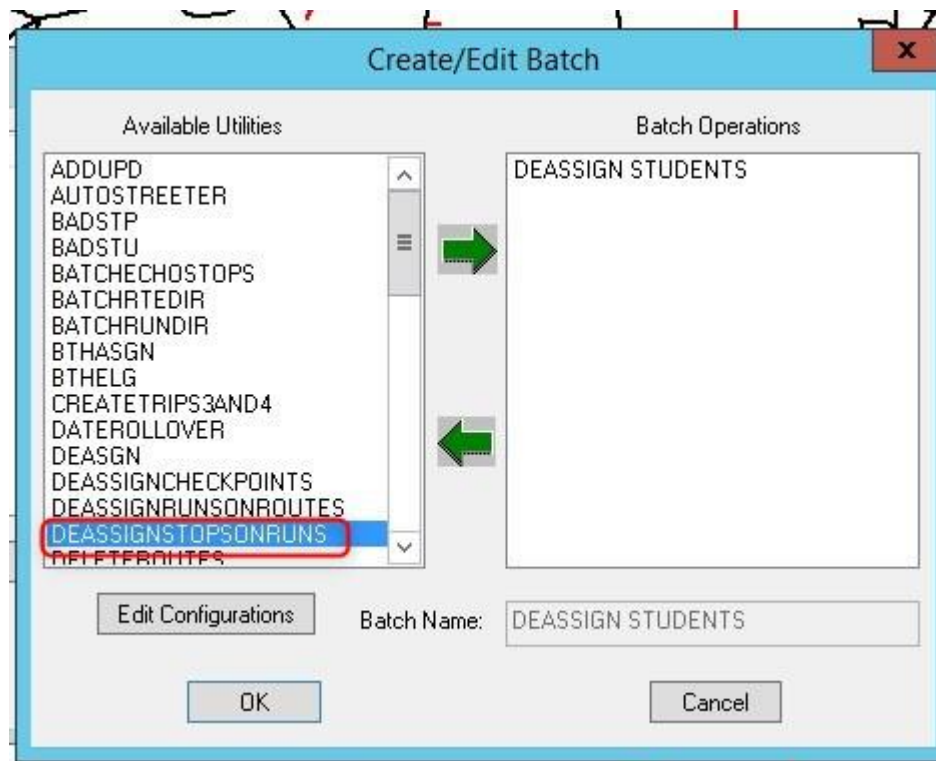 Create/Edit Batch
x
Available Utilities
Batch Operations
ADDUPD
AUTOSTREETER
BADSTP
BADSTU
BATCHECHOSTOPS
BATCHRTEDIR
BATCHRUNDIR
BTHASGN
BTHELG
CREATETRIPS3AND4
DATEROLLOVER
DEASGN
DEASSIGNCHECKPOINTS
DEASSIGNRUNSONROUTES
DEASSIGNSTOPSONRUNS
DELETEROUTES
DEASSIGN STUDENTS
Edit Configurations
Batch Name:
DEASSIGN STUDENTS
OK
Cancel